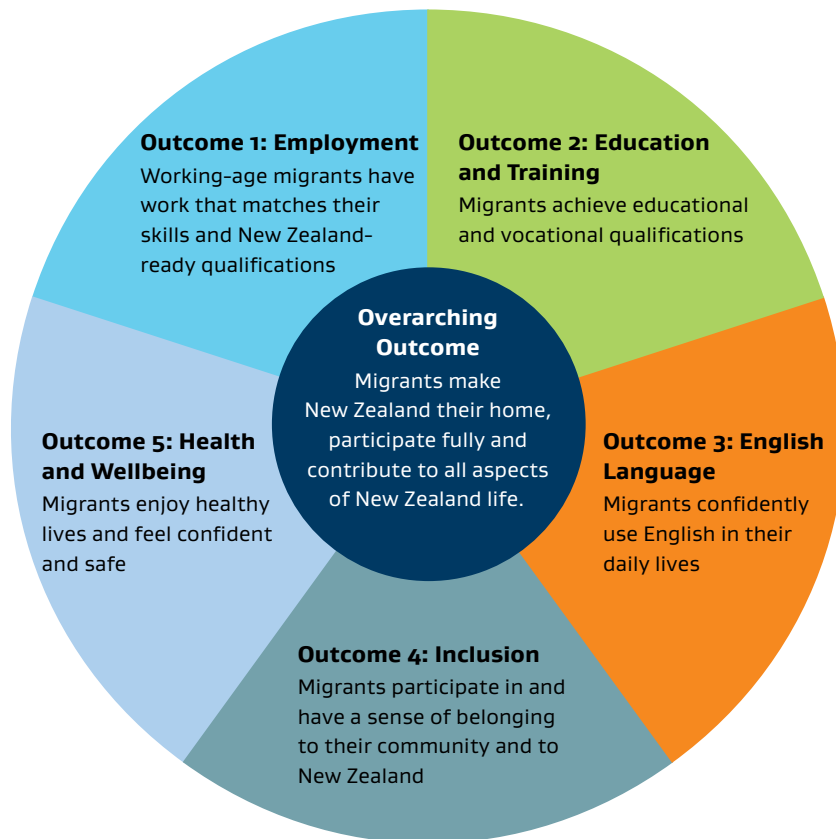 Outcome 1: Employment
Working-age migrants have
work that matches their
skills and New Zealand-
ready qualifications
Outcome 2: Education
and Training
Migrants achieve educational
and vocational qualifications
Overarching
Outcome
Migrants make
New Zealand their home,
participate fully and
contribute to all aspects
of New Zealand life.
Outcome 3: English
Language
Migrants confidently
use English in their
daily lives
Outcome 4: Inclusion
Migrants participate in and
have a sense of belonging
to their community and to
New Zealand
Outcome 5: Health
and Wellbeing
Migrants enjoy healthy
lives and feel confident
and safe